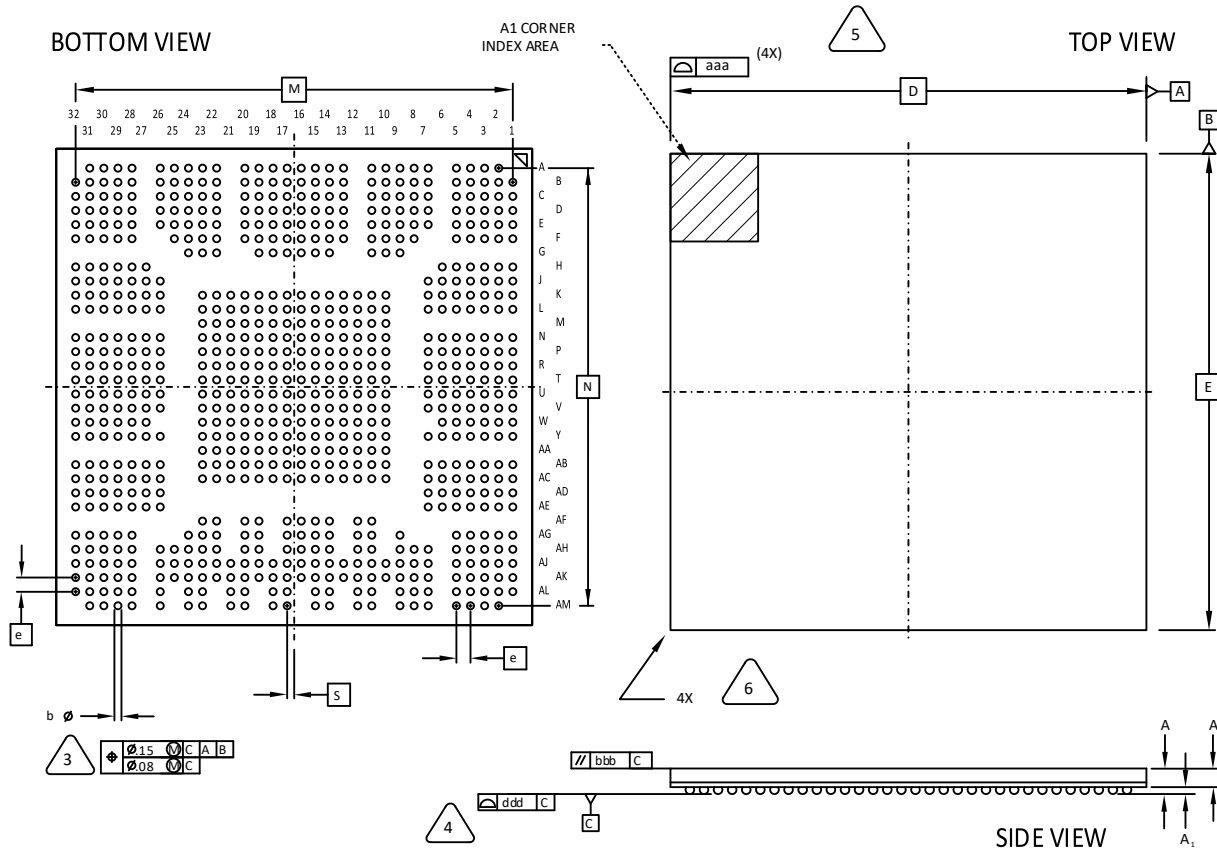 BOTTOM VIEW
A1 CORNER
INDEX AREA
5
TOP VIEW
aaa
(4X)
M
D
A
B
32 30 28 26 24 22 20 18 16 14 12 10 8 6 4 2
31 29 27 25 23 21 19 17 15 13 11 9 7 5 3 1
A
B
C
D
E
F
G
H
J
K
L
M
N
P
R
T
U
V
W
Y
AA
AB
AC
AD
AE
AF
AG
AH
AJ
AK
AL
AM
N
E
e
e
S
4X
6
b Ø
3
⌖ Ø.15 Ⓜ C A B
Ø.08 Ⓜ C
// bbb C
A A
ddd C
4
C
A₁
SIDE VIEW